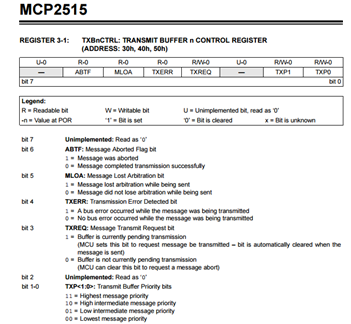 MCP2515
REGISTER 3-1: TXBnCTRL: TRANSMIT BUFFER n CONTROL REGISTER
(ADDRESS: 30h, 40h, 50h)
U-0 R-0 R-0 R-0 R/W-0 U-0 R/W-0 R/W-0
— ABTF MLOA TXERR TXREQ — TXP1 TXP0
bit 7 bit 0
Legend:
R = Readable bit W = Writable bit U = Unimplemented bit, read as '0'
-n = Value at POR '1' = Bit is set '0' = Bit is cleared x = Bit is unknown
bit 7 Unimplemented: Read as '0'
bit 6 ABTF: Message Aborted Flag bit
1 = Message was aborted
0 = Message completed transmission successfully
bit 5 MLOA: Message Lost Arbitration bit
1 = Message lost arbitration while being sent
0 = Message did not lose arbitration while being sent
bit 4 TXERR: Transmission Error Detected bit
1 = A bus error occurred while the message was being transmitted
0 = No bus error occurred while the message was being transmitted
bit 3 TXREQ: Message Transmit Request bit
1 = Buffer is currently pending transmission
(MCU sets this bit to request message be transmitted – bit is automatically cleared when the
message is sent)
0 = Buffer is not currently pending transmission
(MCU can clear this bit to request a message abort)
bit 2 Unimplemented: Read as '0'
bit 1-0 TXP<1:0>: Transmit Buffer Priority bits
11 = Highest message priority
10 = High intermediate message priority
01 = Low intermediate message priority
00 = Lowest message priority